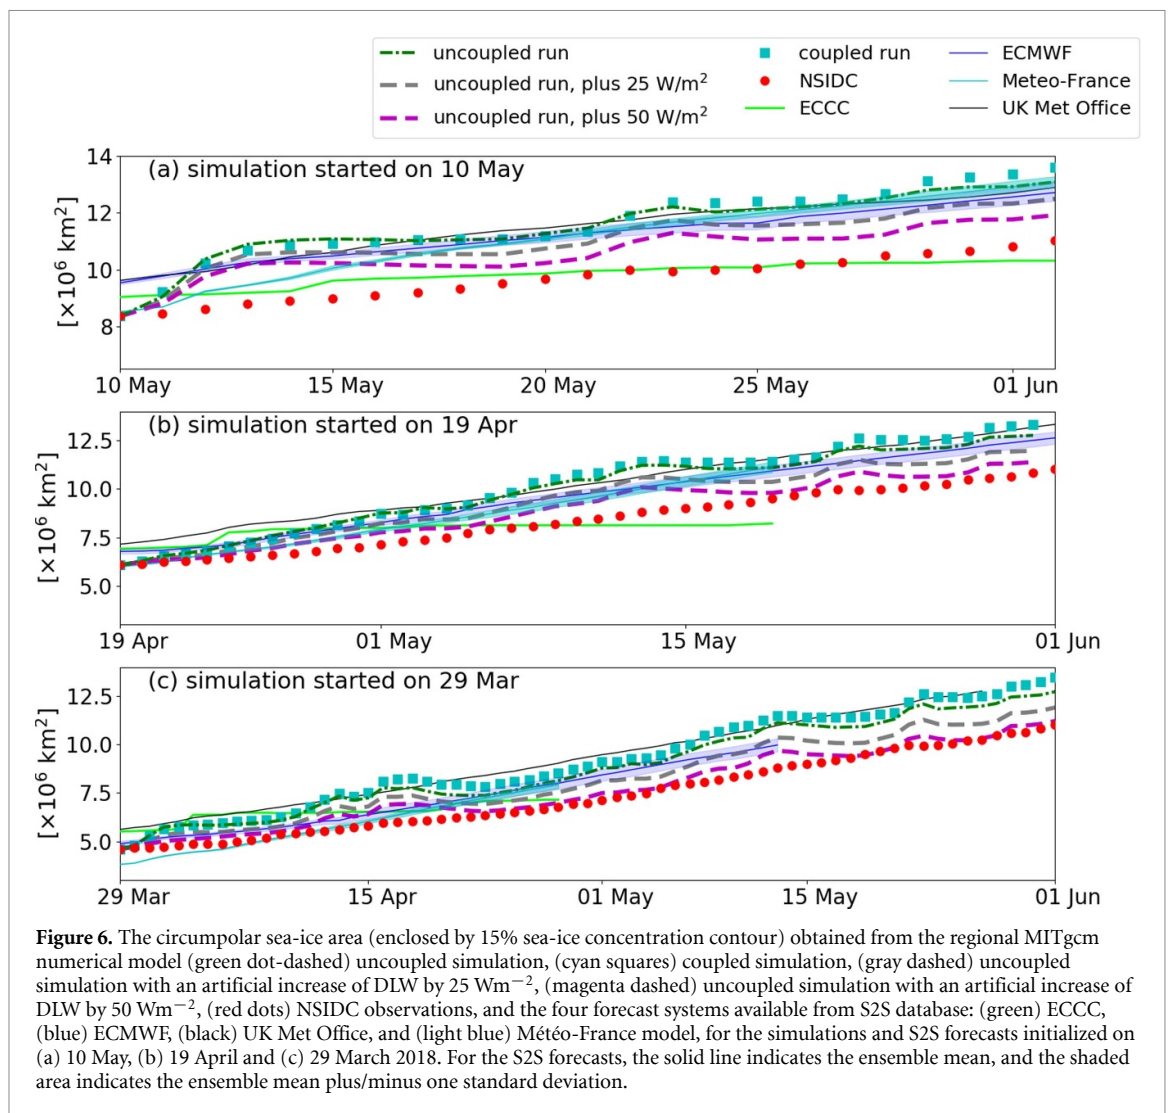 uncoupled run
uncoupled run, plus 25 W/m²
uncoupled run, plus 50 W/m²
coupled run
NSIDC
ECCC
ECMWF
Meteo-France
UK Met Office
(a) simulation started on 10 May
[×10⁶ km²]
14
12
10
8
10 May
15 May
20 May
25 May
01 Jun
(b) simulation started on 19 Apr
[×10⁶ km²]
12.5
10.0
7.5
5.0
19 Apr
01 May
15 May
01 Jun
(c) simulation started on 29 Mar
[×10⁶ km²]
12.5
10.0
7.5
5.0
29 Mar
15 Apr
01 May
15 May
01 Jun
Figure 6. The circumpolar sea-ice area (enclosed by 15% sea-ice concentration contour) obtained from the regional MITgcm
numerical model (green dot-dashed) uncoupled simulation, (cyan squares) coupled simulation, (gray dashed) uncoupled
simulation with an artificial increase of DLW by 25 Wm⁻², (magenta dashed) uncoupled simulation with an artificial increase of
DLW by 50 Wm⁻², (red dots) NSIDC observations, and the four forecast systems available from S2S database: (green) ECCC,
(blue) ECMWF, (black) UK Met Office, and (light blue) Météo-France model, for the simulations and S2S forecasts initialized on
(a) 10 May, (b) 19 April and (c) 29 March 2018. For the S2S forecasts, the solid line indicates the ensemble mean, and the shaded
area indicates the ensemble mean plus/minus one standard deviation.